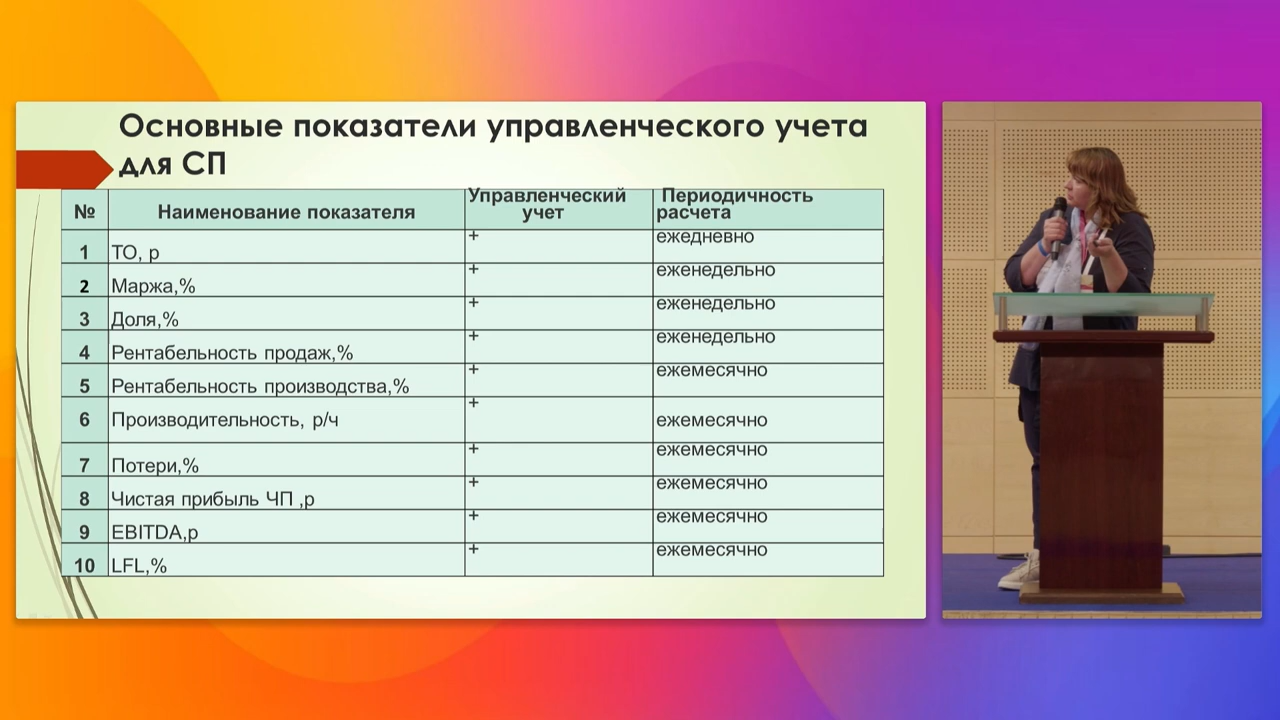 Основные показатели управленческого учета
для СП
№ Наименование показателя Управленческий учет Периодичность расчета
1 ТО, р + ежедневно
2 Маржа,% + еженедельно
3 Доля,% + еженедельно
4 Рентабельность продаж,% + еженедельно
5 Рентабельность производства,% + ежемесячно
6 Производительность, р/ч + ежемесячно
7 Потери,% + ежемесячно
8 Чистая прибыль ЧП ,р + ежемесячно
9 EBITDA,р + ежемесячно
10 LFL,% + ежемесячно